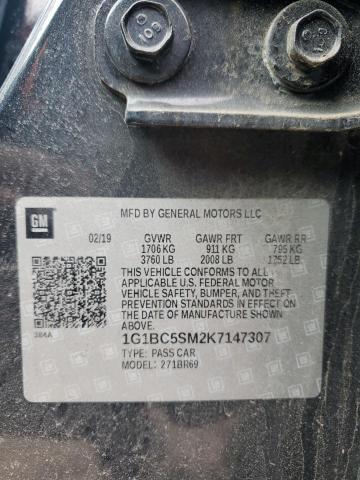 GM
MFD BY GENERAL MOTORS LLC
02/19 GVWR GAWR FRT GAWR RR
1706 KG 911 KG 795 KG
3760 LB 2008 LB 1752 LB
THIS VEHICLE CONFORMS TO ALL
APPLICABLE U.S. FEDERAL MOTOR
VEHICLE SAFETY, BUMPER, AND THEFT
PREVENTION STANDARDS IN EFFECT ON
THE DATE OF MANUFACTURE SHOWN ABOVE.
1G1BC5SM2K7147307
TYPE: PASS CAR
MODEL: 271BR69